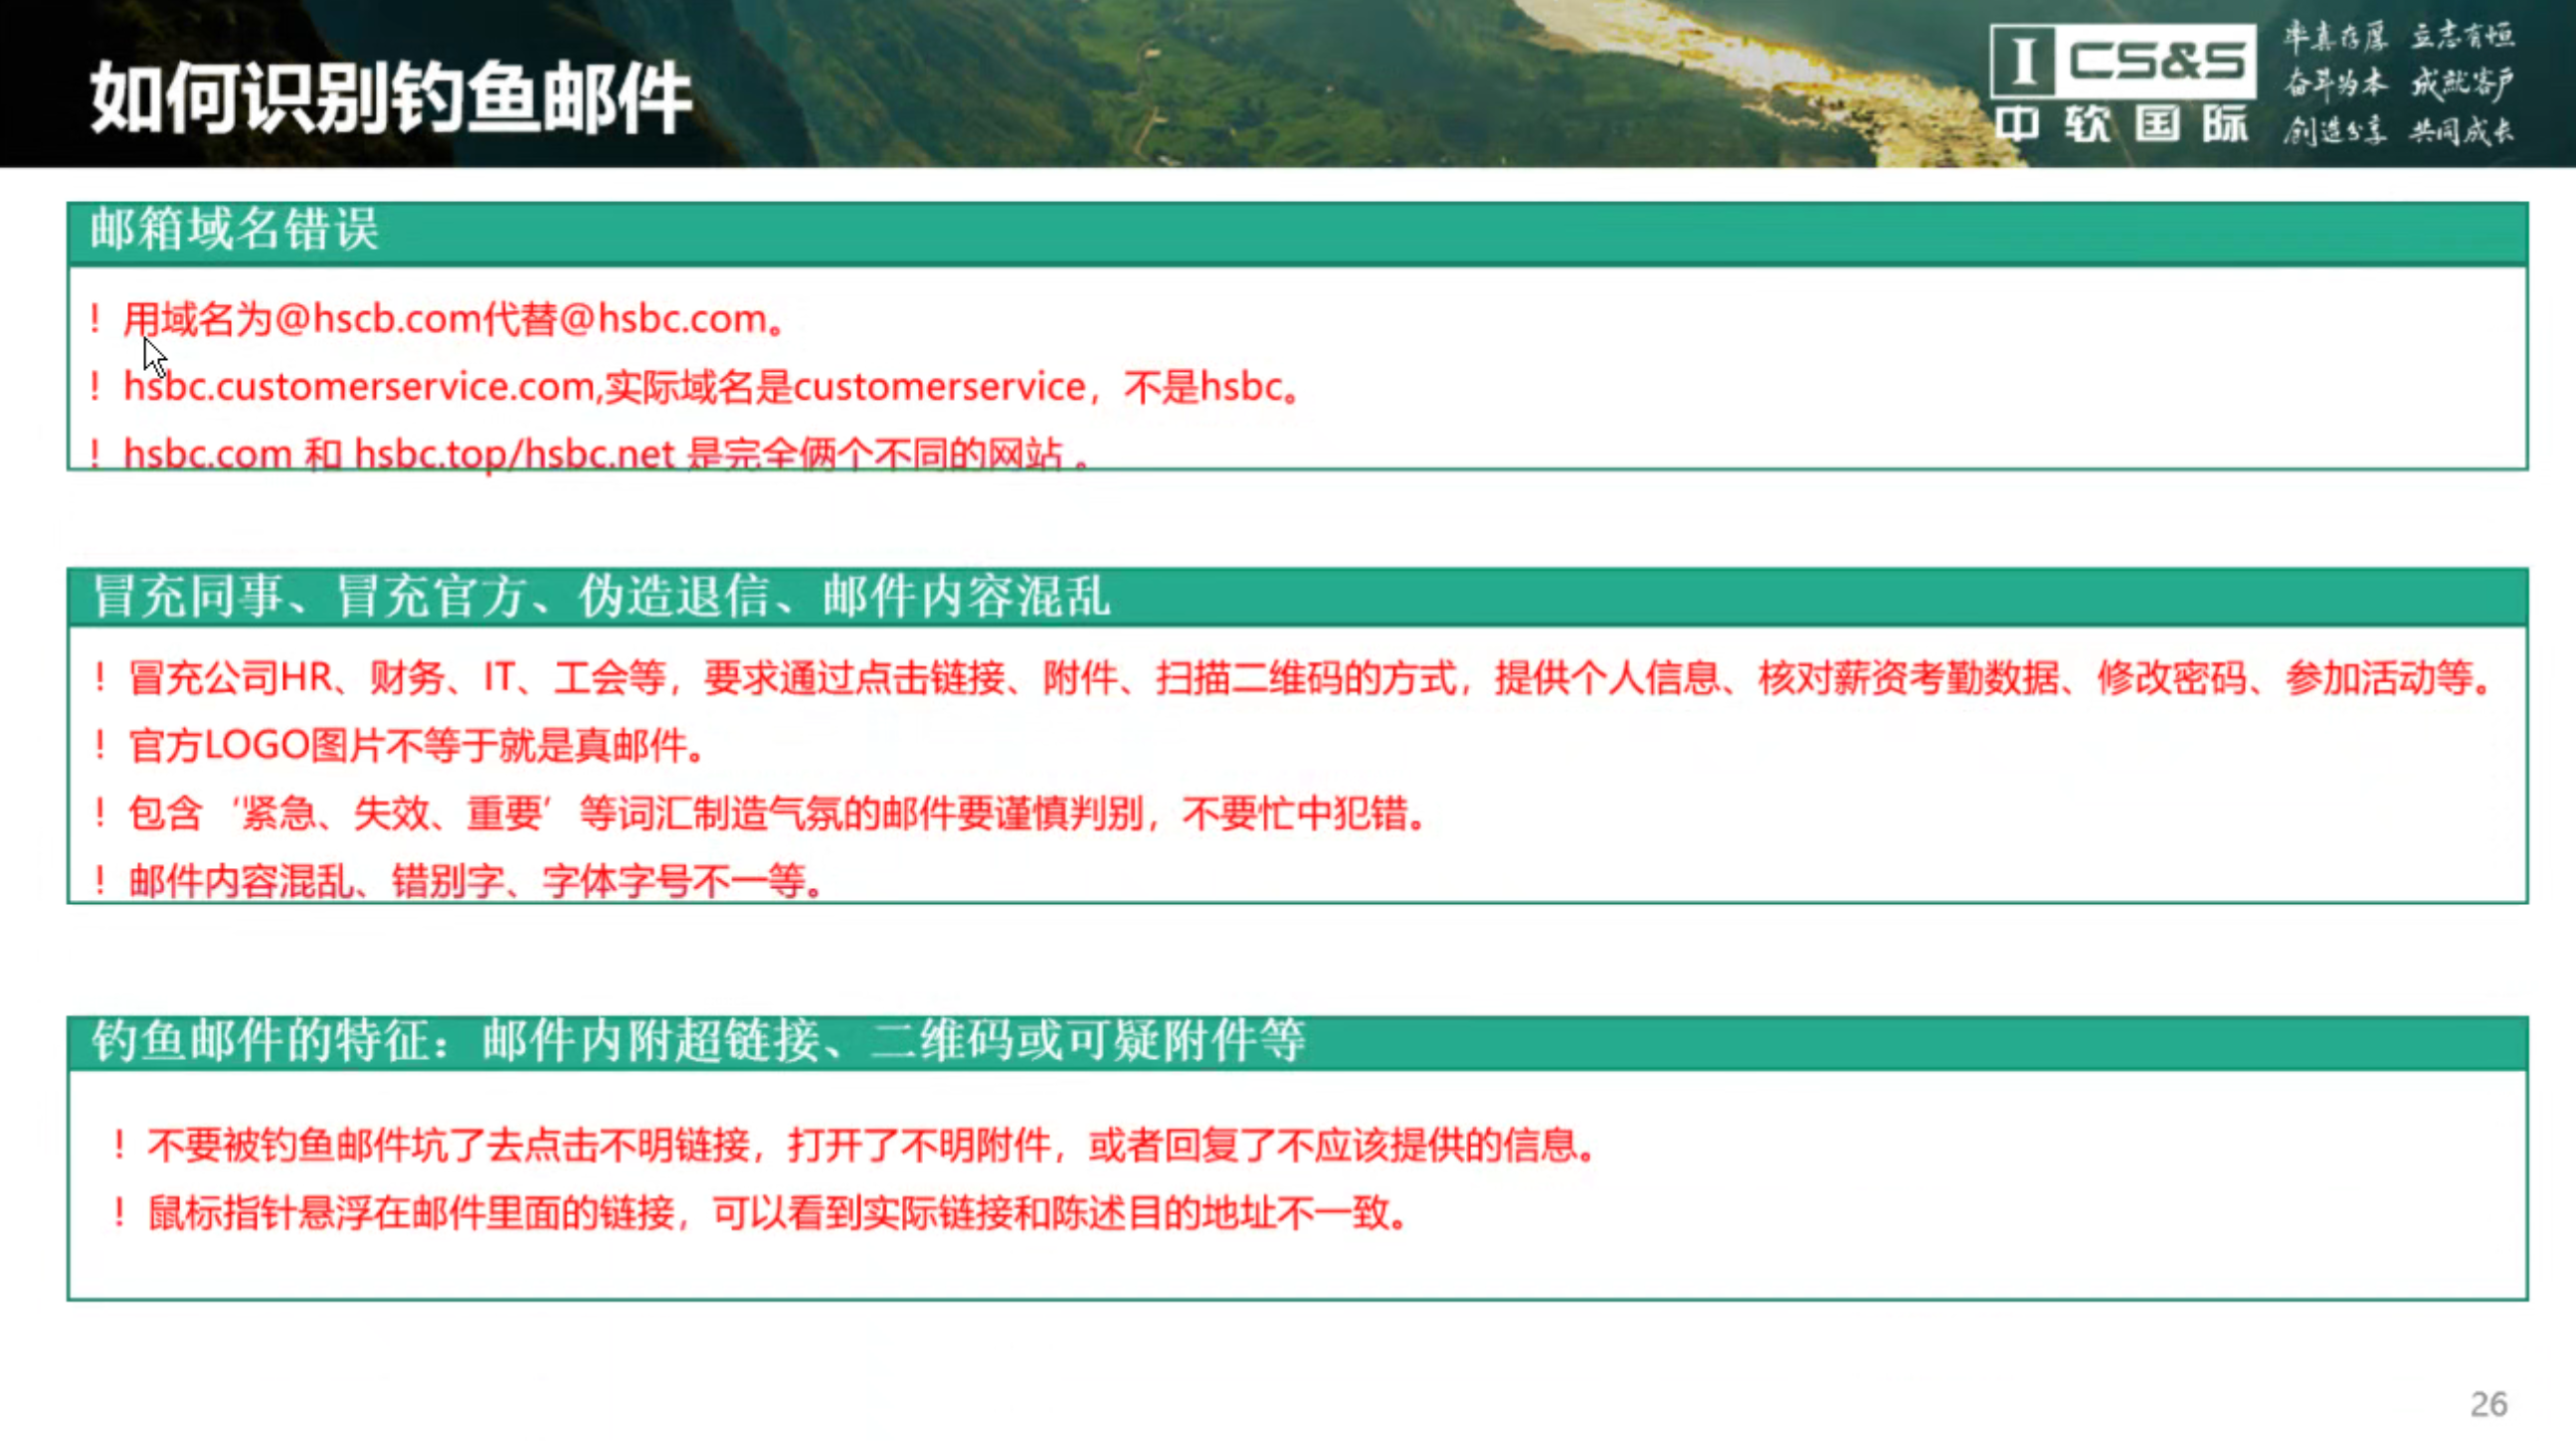 如何识别钓鱼邮件
I CS&S
中软国际
率真存厚 立志有恒
奋斗为本 成就客户
创造分享 共同成长
邮箱域名错误
! 用域名为@hscb.com代替@hsbc.com。
! hsbc.customerservice.com,实际域名是customerservice，不是hsbc。
! hsbc.com 和 hsbc.top/hsbc.net 是完全俩个不同的网站 。
冒充同事、冒充官方、伪造退信、邮件内容混乱
! 冒充公司HR、财务、IT、工会等，要求通过点击链接、附件、扫描二维码的方式，提供个人信息、核对薪资考勤数据、修改密码、参加活动等。
! 官方LOGO图片不等于就是真邮件。
! 包含‘紧急、失效、重要’等词汇制造气氛的邮件要谨慎判别，不要忙中犯错。
! 邮件内容混乱、错别字、字体字号不一等。
钓鱼邮件的特征：邮件内附超链接、二维码或可疑附件等
! 不要被钓鱼邮件坑了去点击不明链接，打开了不明附件，或者回复了不应该提供的信息。
! 鼠标指针悬浮在邮件里面的链接，可以看到实际链接和陈述目的地址不一致。
26